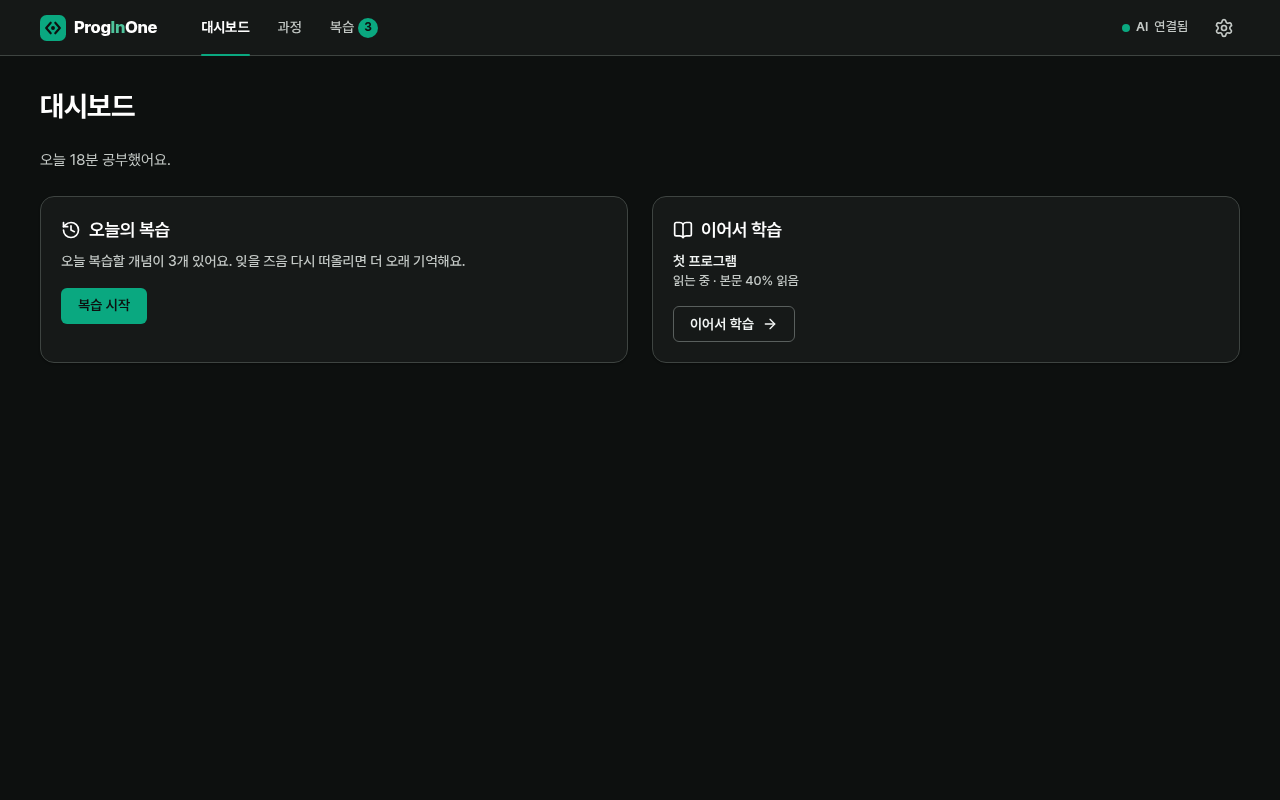 ProgInOne
대시보드
과정
복습 3
AI 연결됨
대시보드
오늘 18분 공부했어요.
오늘의 복습
오늘 복습할 개념이 3개 있어요. 잊을 즈음 다시 떠올리면 더 오래 기억해요.
복습 시작
이어서 학습
첫 프로그램
읽는 중 · 본문 40% 읽음
이어서 학습